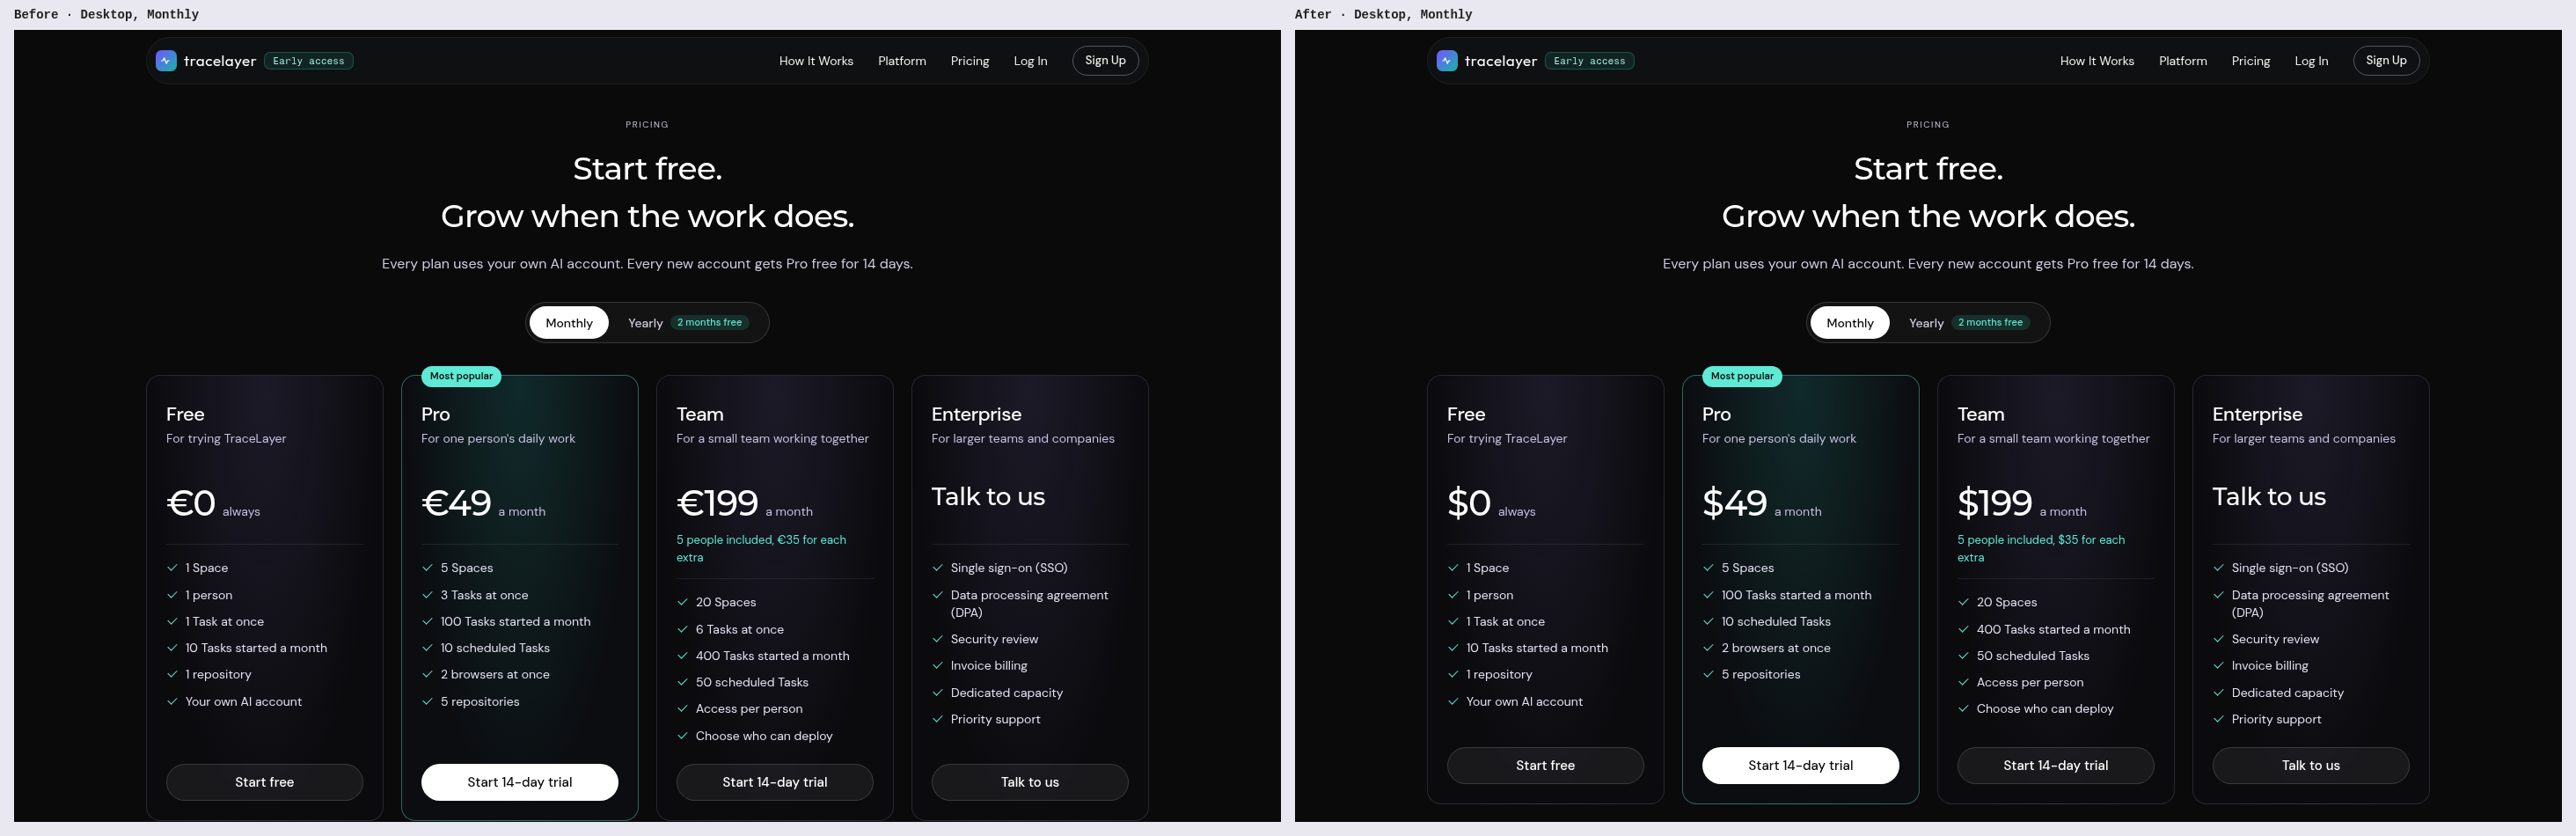 Before · Desktop, Monthly
tracelayer Early access How It Works Platform Pricing Log In Sign Up
PRICING
Start free.
Grow when the work does.
Every plan uses your own AI account. Every new account gets Pro free for 14 days.
Monthly Yearly 2 months free
Free
For trying TraceLayer
€0 always
1 Space
1 person
1 Task at once
10 Tasks started a month
1 repository
Your own AI account
Start free
Most popular
Pro
For one person's daily work
€49 a month
5 Spaces
3 Tasks at once
100 Tasks started a month
10 scheduled Tasks
2 browsers at once
5 repositories
Start 14-day trial
Team
For a small team working together
€199 a month
5 people included, €35 for each
extra
20 Spaces
6 Tasks at once
400 Tasks started a month
50 scheduled Tasks
Access per person
Choose who can deploy
Start 14-day trial
Enterprise
For larger teams and companies
Talk to us
Single sign-on (SSO)
Data processing agreement
(DPA)
Security review
Invoice billing
Dedicated capacity
Priority support
Talk to us
After · Desktop, Monthly
tracelayer Early access How It Works Platform Pricing Log In Sign Up
PRICING
Start free.
Grow when the work does.
Every plan uses your own AI account. Every new account gets Pro free for 14 days.
Monthly Yearly 2 months free
Free
For trying TraceLayer
$0 always
1 Space
1 person
1 Task at once
10 Tasks started a month
1 repository
Your own AI account
Start free
Most popular
Pro
For one person's daily work
$49 a month
5 Spaces
100 Tasks started a month
10 scheduled Tasks
2 browsers at once
5 repositories
Start 14-day trial
Team
For a small team working together
$199 a month
5 people included, $35 for each
extra
20 Spaces
400 Tasks started a month
50 scheduled Tasks
Access per person
Choose who can deploy
Start 14-day trial
Enterprise
For larger teams and companies
Talk to us
Single sign-on (SSO)
Data processing agreement
(DPA)
Security review
Invoice billing
Dedicated capacity
Priority support
Talk to us